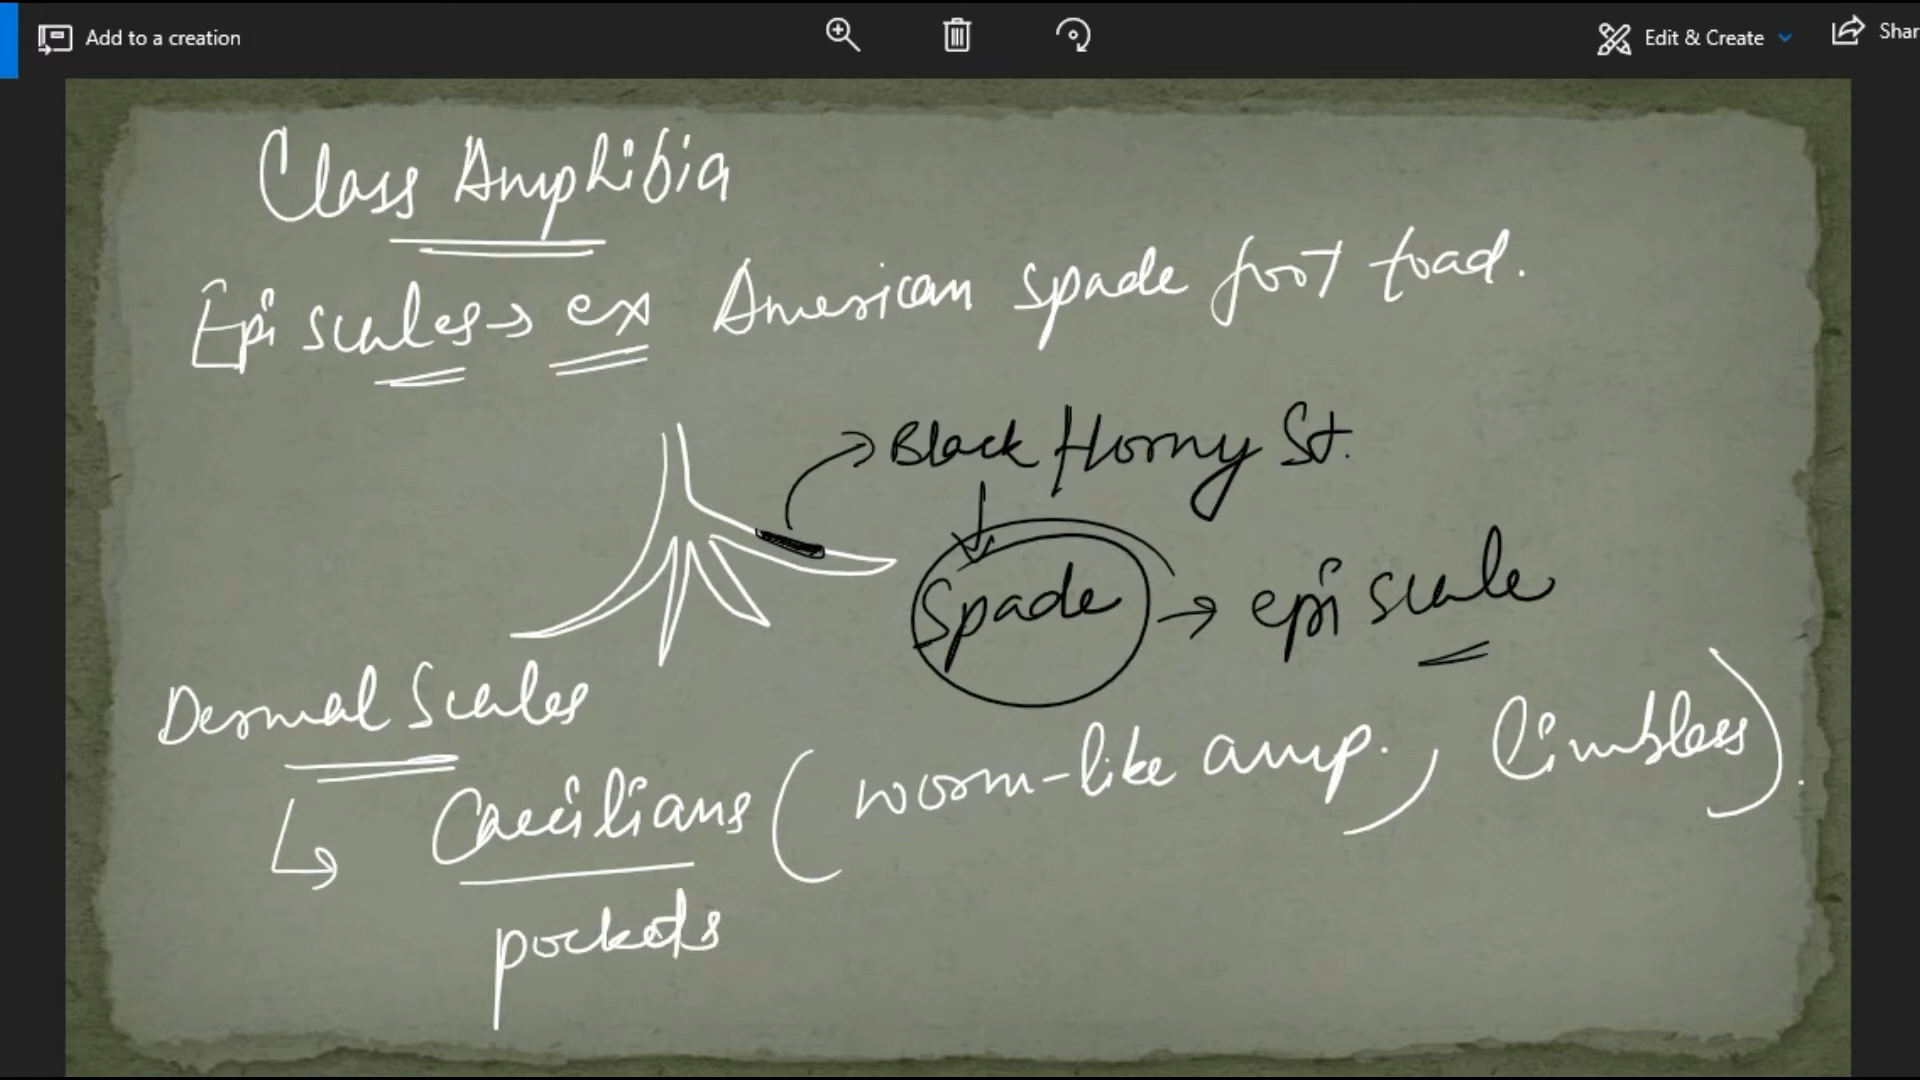 Add to a creation
Edit & Create
Shar
Class Amphibia
Epi scales → ex American spade foot toad.
→ Black Horny St.
Spade → epi scale
Dermal Scales
Caecilians (worm-like amp., limbless).
pockets